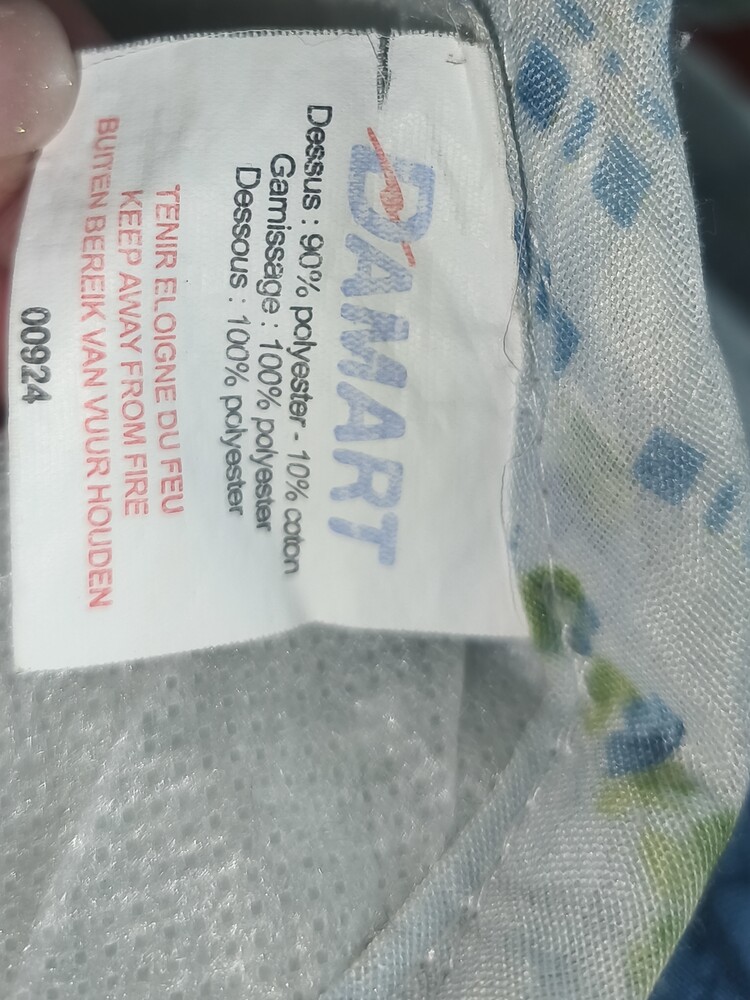 DAMART
Dessus : 90% polyester - 10% coton
Garnissage : 100% polyester
Dessous : 100% polyester
TENIR ELOIGNE DU FEU
KEEP AWAY FROM FIRE
BUITEN BEREIK VAN VUUR HOUDEN
00924